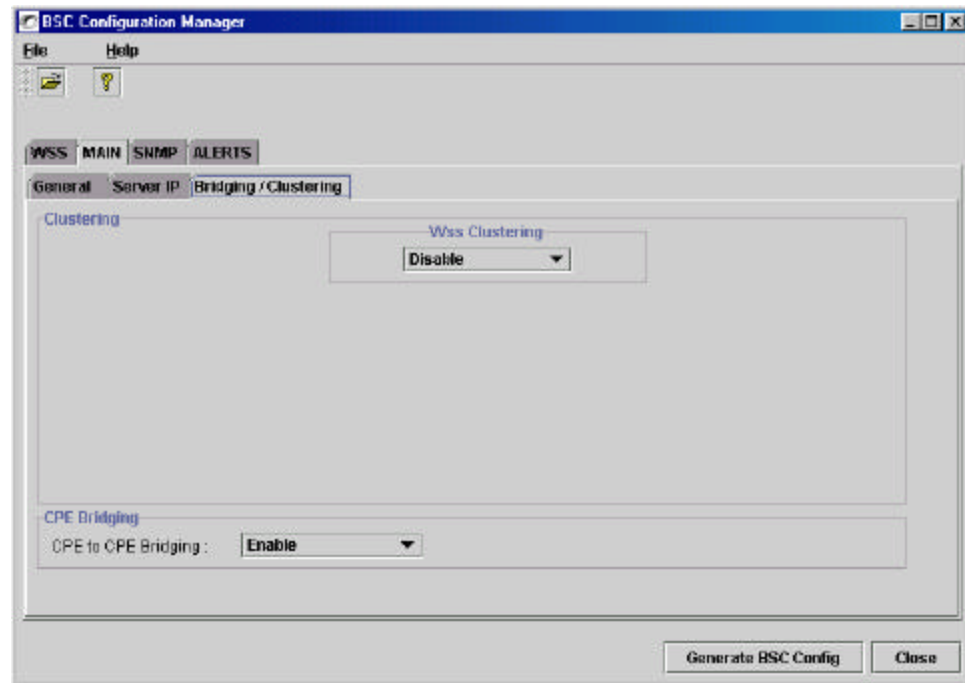 BSC Configuration Manager
File Help
WSS MAIN SNMP ALERTS
General Server IP Bridging / Clustering
Clustering
Wss Clustering
Disable
CPE Bridging
CPE to CPE Bridging : Enable
Generate BSC Config Close